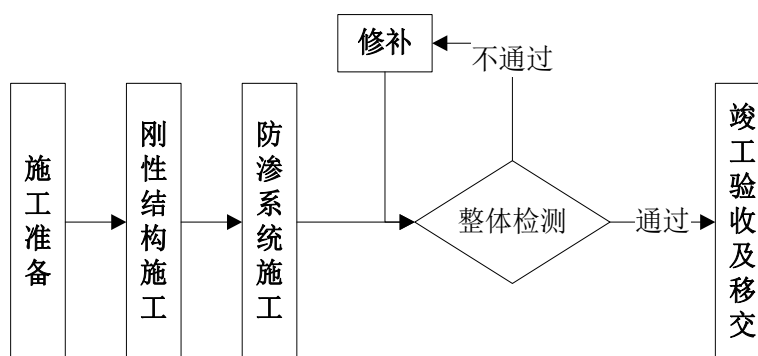 修补
不通过
施工准备
刚性结构施工
防渗系统施工
整体检测
通过
竣工验收及移交